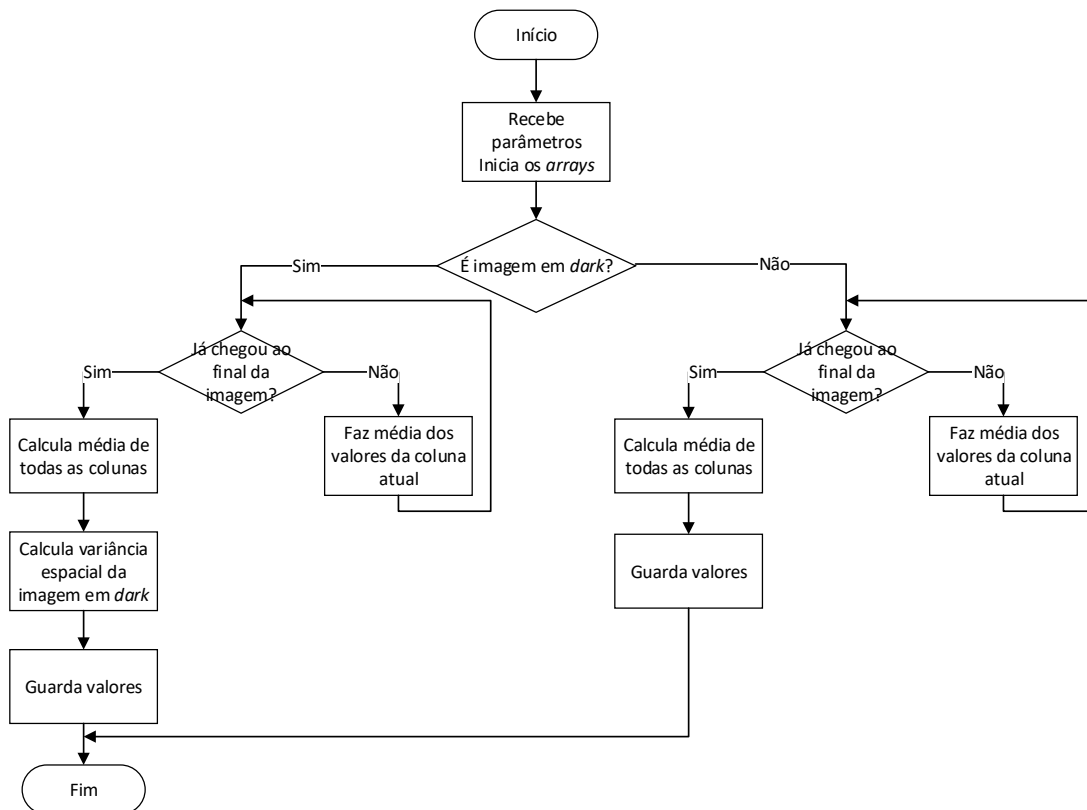 Início
Recebe
parâmetros
Inicia os arrays
É imagem em dark?
Sim
Não
Já chegou ao
final da
imagem?
Sim
Não
Calcula média de
todas as colunas
Faz média dos
valores da coluna
atual
Calcula variância
espacial da
imagem em dark
Guarda valores
Já chegou ao
final da
imagem?
Sim
Não
Calcula média de
todas as colunas
Faz média dos
valores da coluna
atual
Guarda valores
Fim